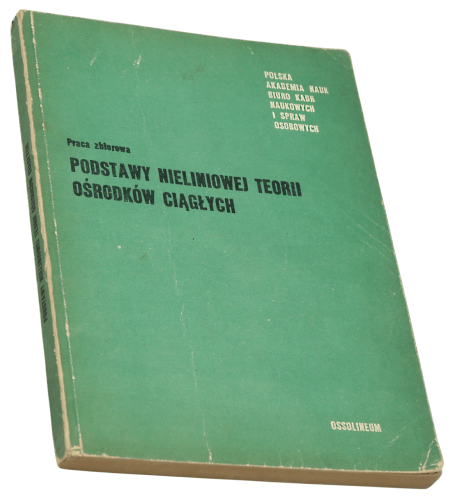 POLSKA
AKADEMIA NAUK
BIURO KADR
NAUKOWYCH
I SPRAW
OSOBOWYCH
Praca zbiorowa
PODSTAWY NIELINIOWEJ TEORII
OŚRODKÓW CIĄGŁYCH
OSSOLINEUM